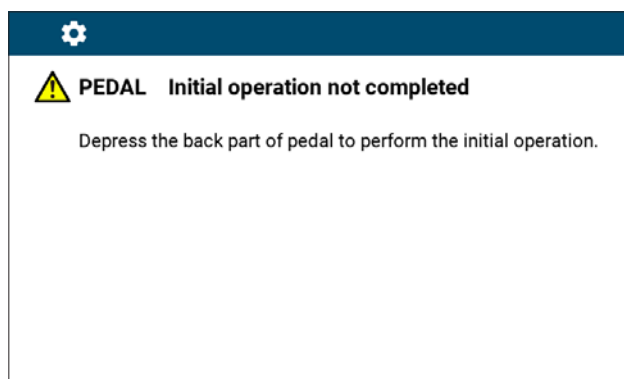 PEDAL Initial operation not completed
Depress the back part of pedal to perform the initial operation.